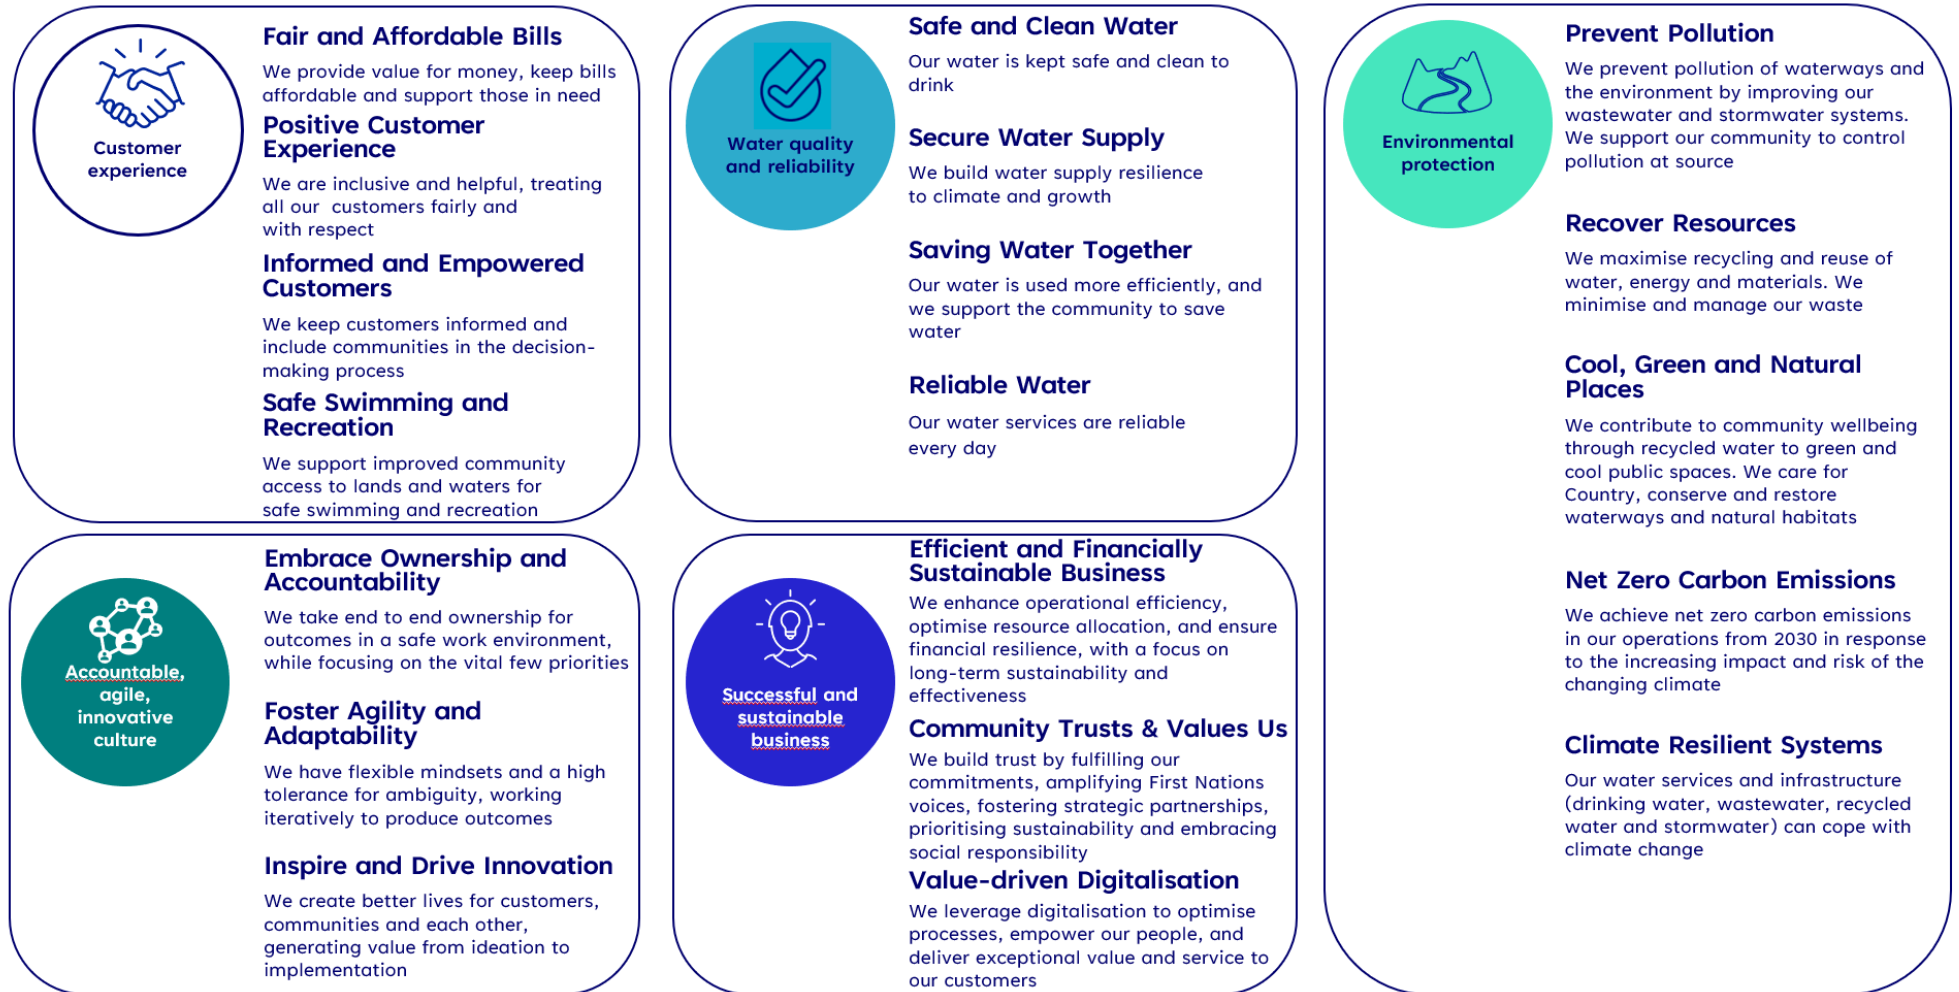 Customer
experience
Fair and Affordable Bills
We provide value for money, keep bills
affordable and support those in need
Positive Customer
Experience
We are inclusive and helpful, treating
all our  customers fairly and
with respect
Informed and Empowered
Customers
We keep customers informed and
include communities in the decision-
making process
Safe Swimming and
Recreation
We support improved community
access to lands and waters for
safe swimming and recreation
Water quality
and reliability
Safe and Clean Water
Our water is kept safe and clean to
drink
Secure Water Supply
We build water supply resilience
to climate and growth
Saving Water Together
Our water is used more efficiently, and
we support the community to save
water
Reliable Water
Our water services are reliable
every day
Environmental
protection
Prevent Pollution
We prevent pollution of waterways and
the environment by improving our
wastewater and stormwater systems.
We support our community to control
pollution at source
Recover Resources
We maximise recycling and reuse of
water, energy and materials. We
minimise and manage our waste
Cool, Green and Natural
Places
We contribute to community wellbeing
through recycled water to green and
cool public spaces. We care for
Country, conserve and restore
waterways and natural habitats
Net Zero Carbon Emissions
We achieve net zero carbon emissions
in our operations from 2030 in response
to the increasing impact and risk of the
changing climate
Climate Resilient Systems
Our water services and infrastructure
(drinking water, wastewater, recycled
water and stormwater) can cope with
climate change
Accountable,
agile,
innovative
culture
Embrace Ownership and
Accountability
We take end to end ownership for
outcomes in a safe work environment,
while focusing on the vital few priorities
Foster Agility and
Adaptability
We have flexible mindsets and a high
tolerance for ambiguity, working
iteratively to produce outcomes
Inspire and Drive Innovation
We create better lives for customers,
communities and each other,
generating value from ideation to
implementation
Successful and
sustainable
business
Efficient and Financially
Sustainable Business
We enhance operational efficiency,
optimise resource allocation, and ensure
financial resilience, with a focus on
long-term sustainability and
effectiveness
Community Trusts & Values Us
We build trust by fulfilling our
commitments, amplifying First Nations
voices, fostering strategic partnerships,
prioritising sustainability and embracing
social responsibility
Value-driven Digitalisation
We leverage digitalisation to optimise
processes, empower our people, and
deliver exceptional value and service to
our customers